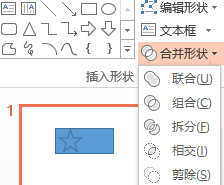 编辑形状
文本框
合并形状
插入形状
联合(U)
组合(C)
拆分(F)
相交(I)
剪除(S)
1